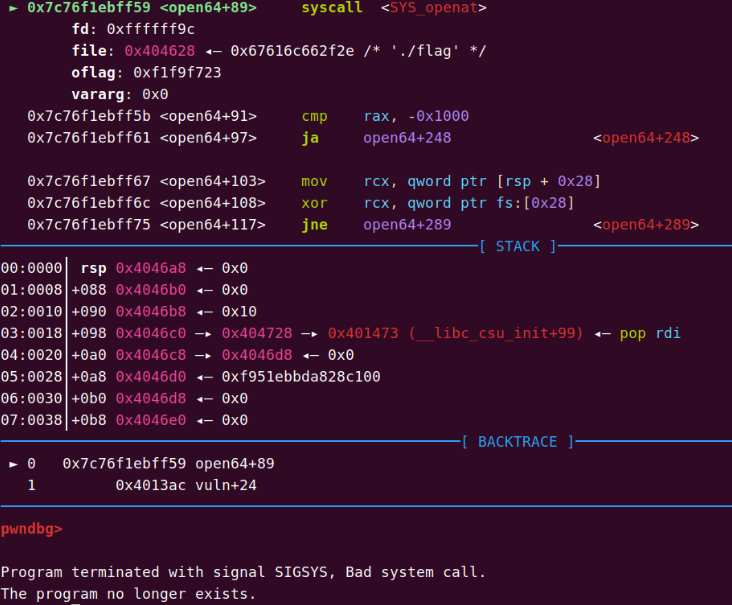 ► 0x7c76f1ebff59 <open64+89>     syscall  <SYS_openat>
        fd: 0xffffff9c
        file: 0x404628 ◂— 0x67616c662f2e /* './flag' */
        oflag: 0xf1f9f723
        vararg: 0x0
   0x7c76f1ebff5b <open64+91>     cmp    rax, -0x1000
   0x7c76f1ebff61 <open64+97>     ja     open64+248                <open64+248>
   0x7c76f1ebff67 <open64+103>    mov    rcx, qword ptr [rsp + 0x28]
   0x7c76f1ebff6c <open64+108>    xor    rcx, qword ptr fs:[0x28]
   0x7c76f1ebff75 <open64+117>    jne    open64+289                <open64+289>
[ STACK ]
00:0000│ rsp 0x4046a8 ◂— 0x0
01:0008│+088 0x4046b0 ◂— 0x0
02:0010│+090 0x4046b8 ◂— 0x10
03:0018│+098 0x4046c0 —▸ 0x404728 —▸ 0x401473 (__libc_csu_init+99) ◂— pop rdi
04:0020│+0a0 0x4046c8 —▸ 0x4046d8 ◂— 0x0
05:0028│+0a8 0x4046d0 ◂— 0xf951ebbda828c100
06:0030│+0b0 0x4046d8 ◂— 0x0
07:0038│+0b8 0x4046e0 ◂— 0x0
[ BACKTRACE ]
► 0   0x7c76f1ebff59 open64+89
   1         0x4013ac vuln+24
pwndbg>
Program terminated with signal SIGSYS, Bad system call.
The program no longer exists.